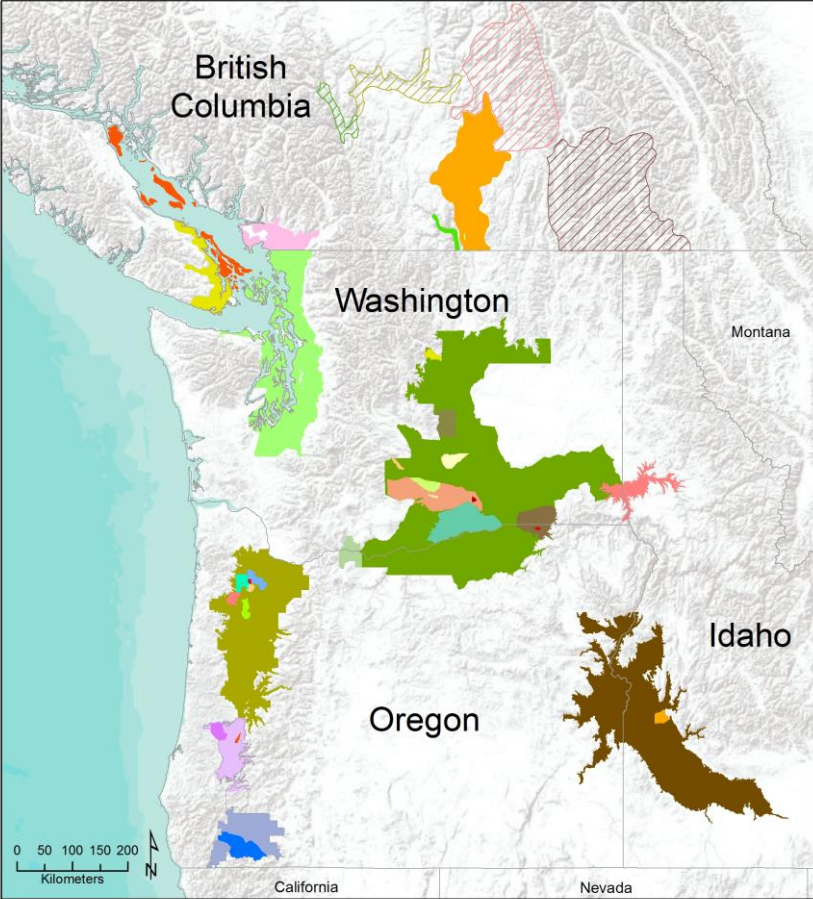 British
Columbia
Washington
Montana
Idaho
Oregon
0 50 100 150 200
Kilometers
N
California
Nevada